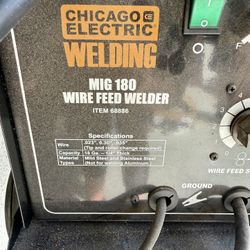 CHICAGO
ELECTRIC
WELDING
MIG 180
WIRE FEED WELDER
ITEM 68886
Specifications
Wire .023", 0.30", .035"
(Tip and roller change required)
Capacity 18 Ga. - 1/4" Thick
Material Mild Steel and Stainless Steel
Types (Not for welding Aluminum)
WIRE FEED
GROUND